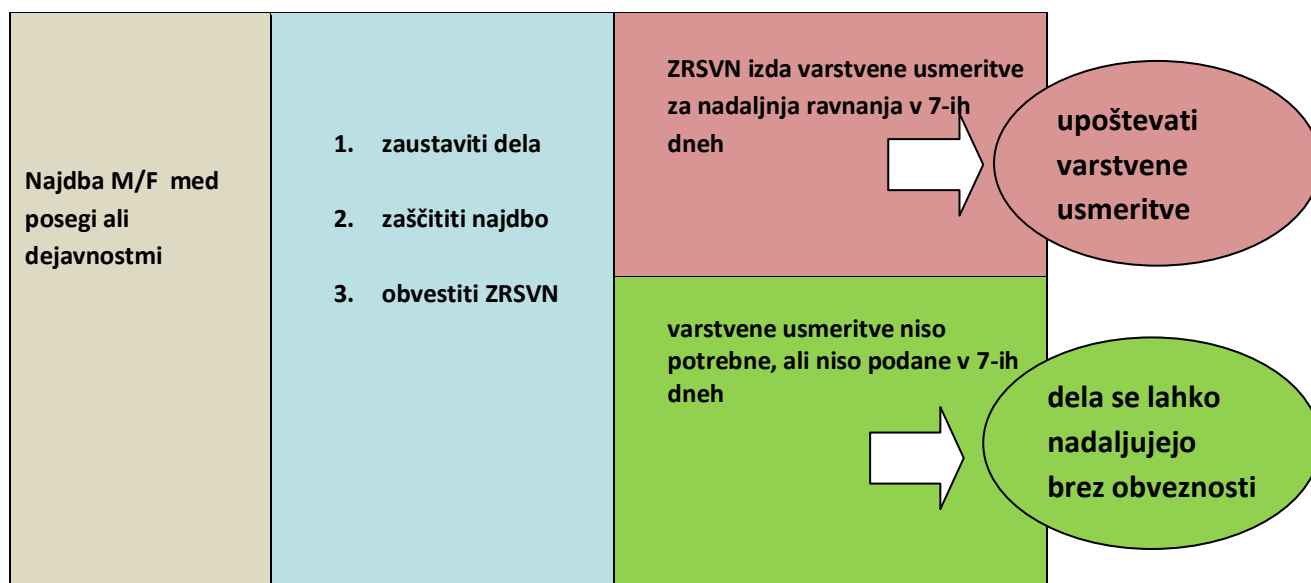 Najdba M/F med
posegi ali
dejavnostmi
1. zaustaviti dela
2. zaščititi najdbo
3. obvestiti ZRSVN
ZRSVN izda varstvene usmeritve
za nadaljnja ravnanja v 7-ih
dneh
upoštevati
varstvene
usmeritve
varstvene usmeritve niso
potrebne, ali niso podane v 7-ih
dneh
dela se lahko
nadaljujejo
brez obveznosti